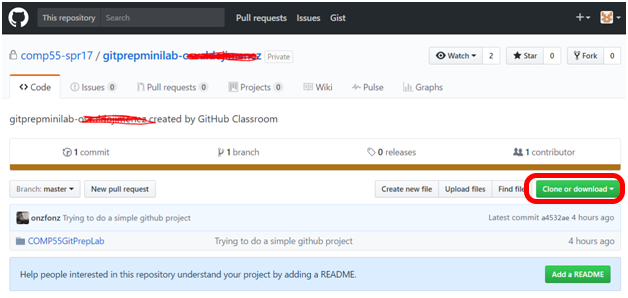 This repository Search Pull requests Issues Gist
comp55-spr17 / gitprepminilab- Private
Watch 2 Star 0 Fork 0
Code Issues 0 Pull requests 0 Projects 0 Wiki Pulse Graphs
gitprepminilab- created by GitHub Classroom
1 commit 1 branch 0 releases 1 contributor
Branch: master New pull request Create new file Upload files Find Clone or download
onzfonz Trying to do a simple github project Latest commit a4532ae 4 hours ago
COMP55GitPrepLab Trying to do a simple github project 4 hours ago
Help people interested in this repository understand your project by adding a README. Add a README